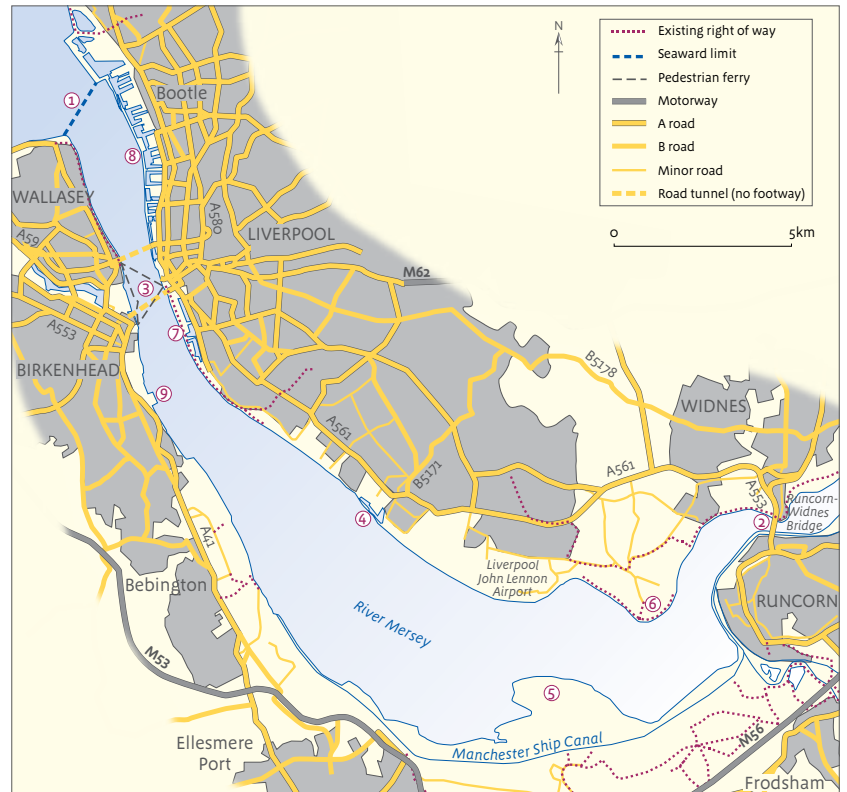 N
Existing right of way
Seaward limit
Pedestrian ferry
Motorway
A road
B road
Minor road
Road tunnel (no footway)
0 5km
1
Bootle
8
WALLASEY
A580
A59
LIVERPOOL
M62
3
A553
7
BIRKENHEAD
9
B5178
WIDNES
A561
B5171
A561
A553
Runcorn-
Widnes
Bridge
4
2
A41
Liverpool
John Lennon
Airport
Bebington
6
RUNCORN
River Mersey
M53
5
Ellesmere
Port
Manchester Ship Canal
M56
Frodsham